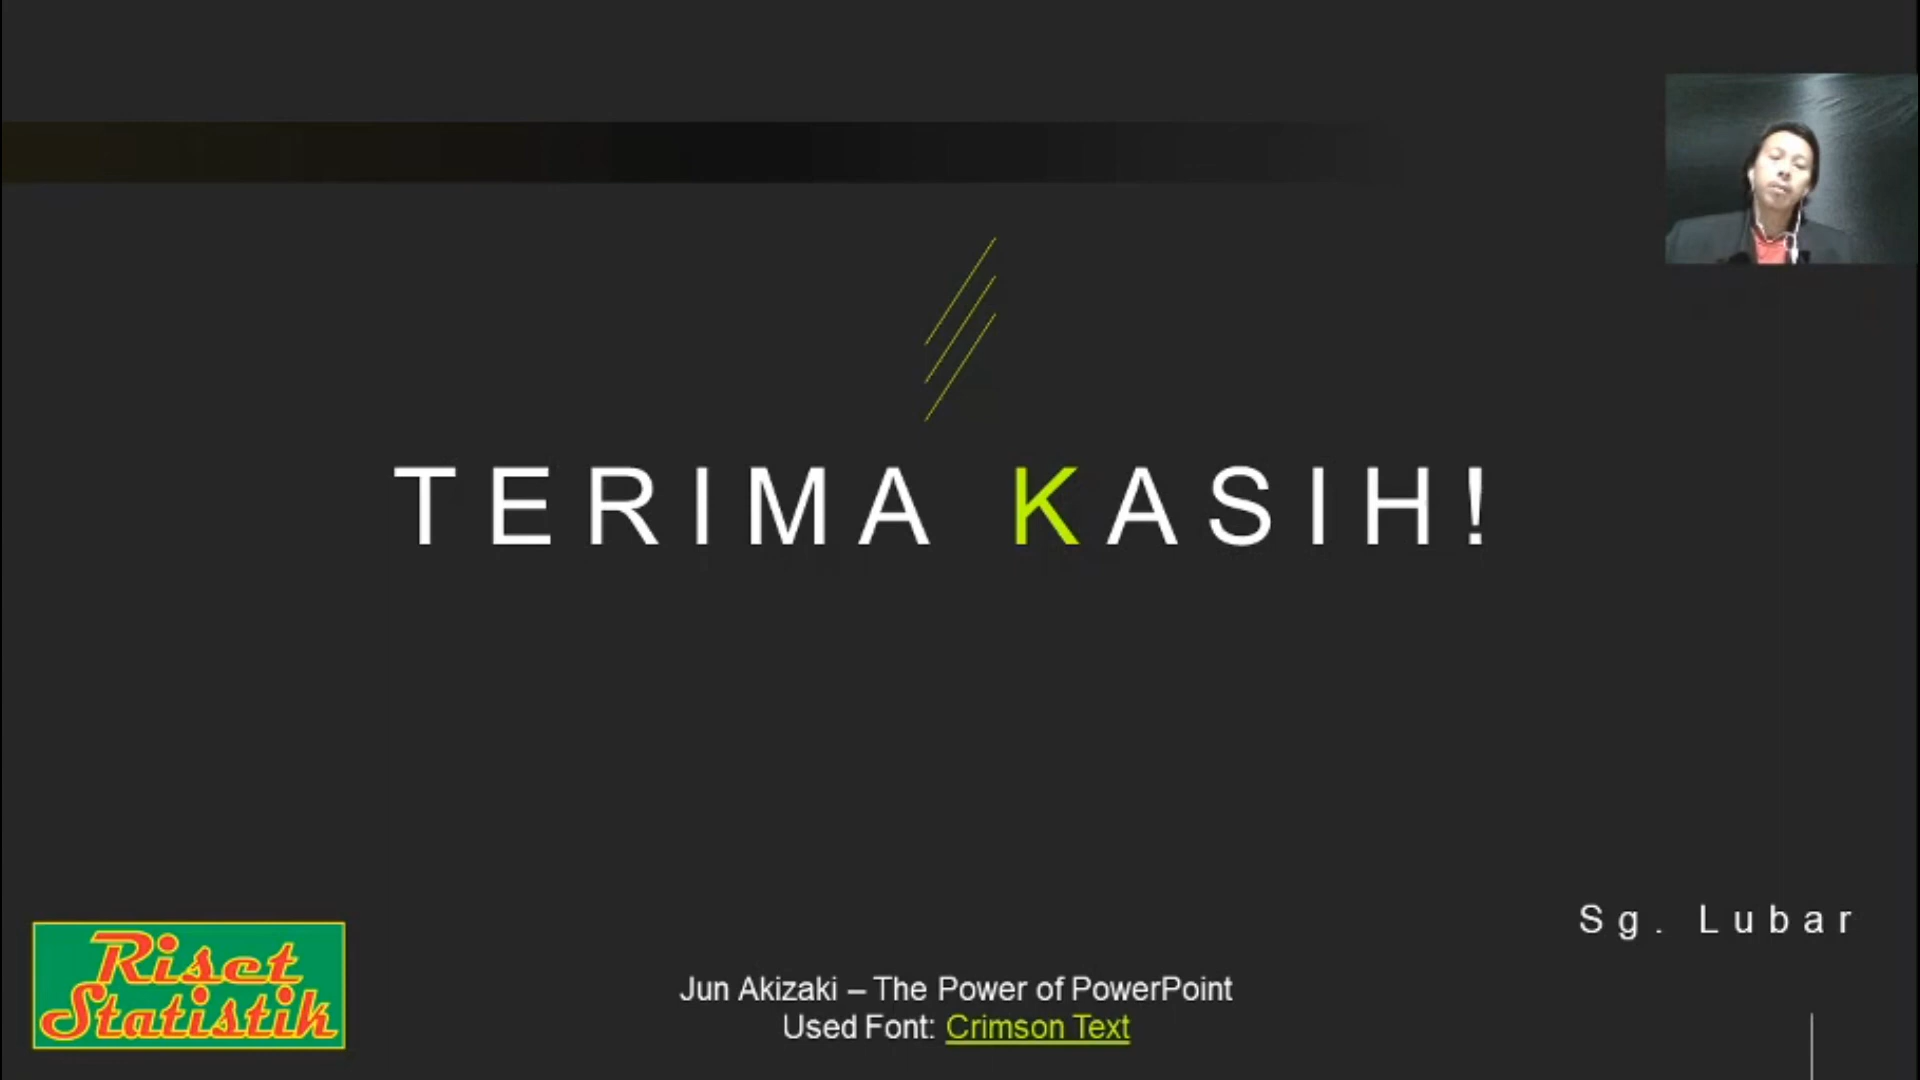 TERIMA KASIH!
Sg. Lubar
Riset
Statistik
Jun Akizaki – The Power of PowerPoint
Used Font: Crimson Text